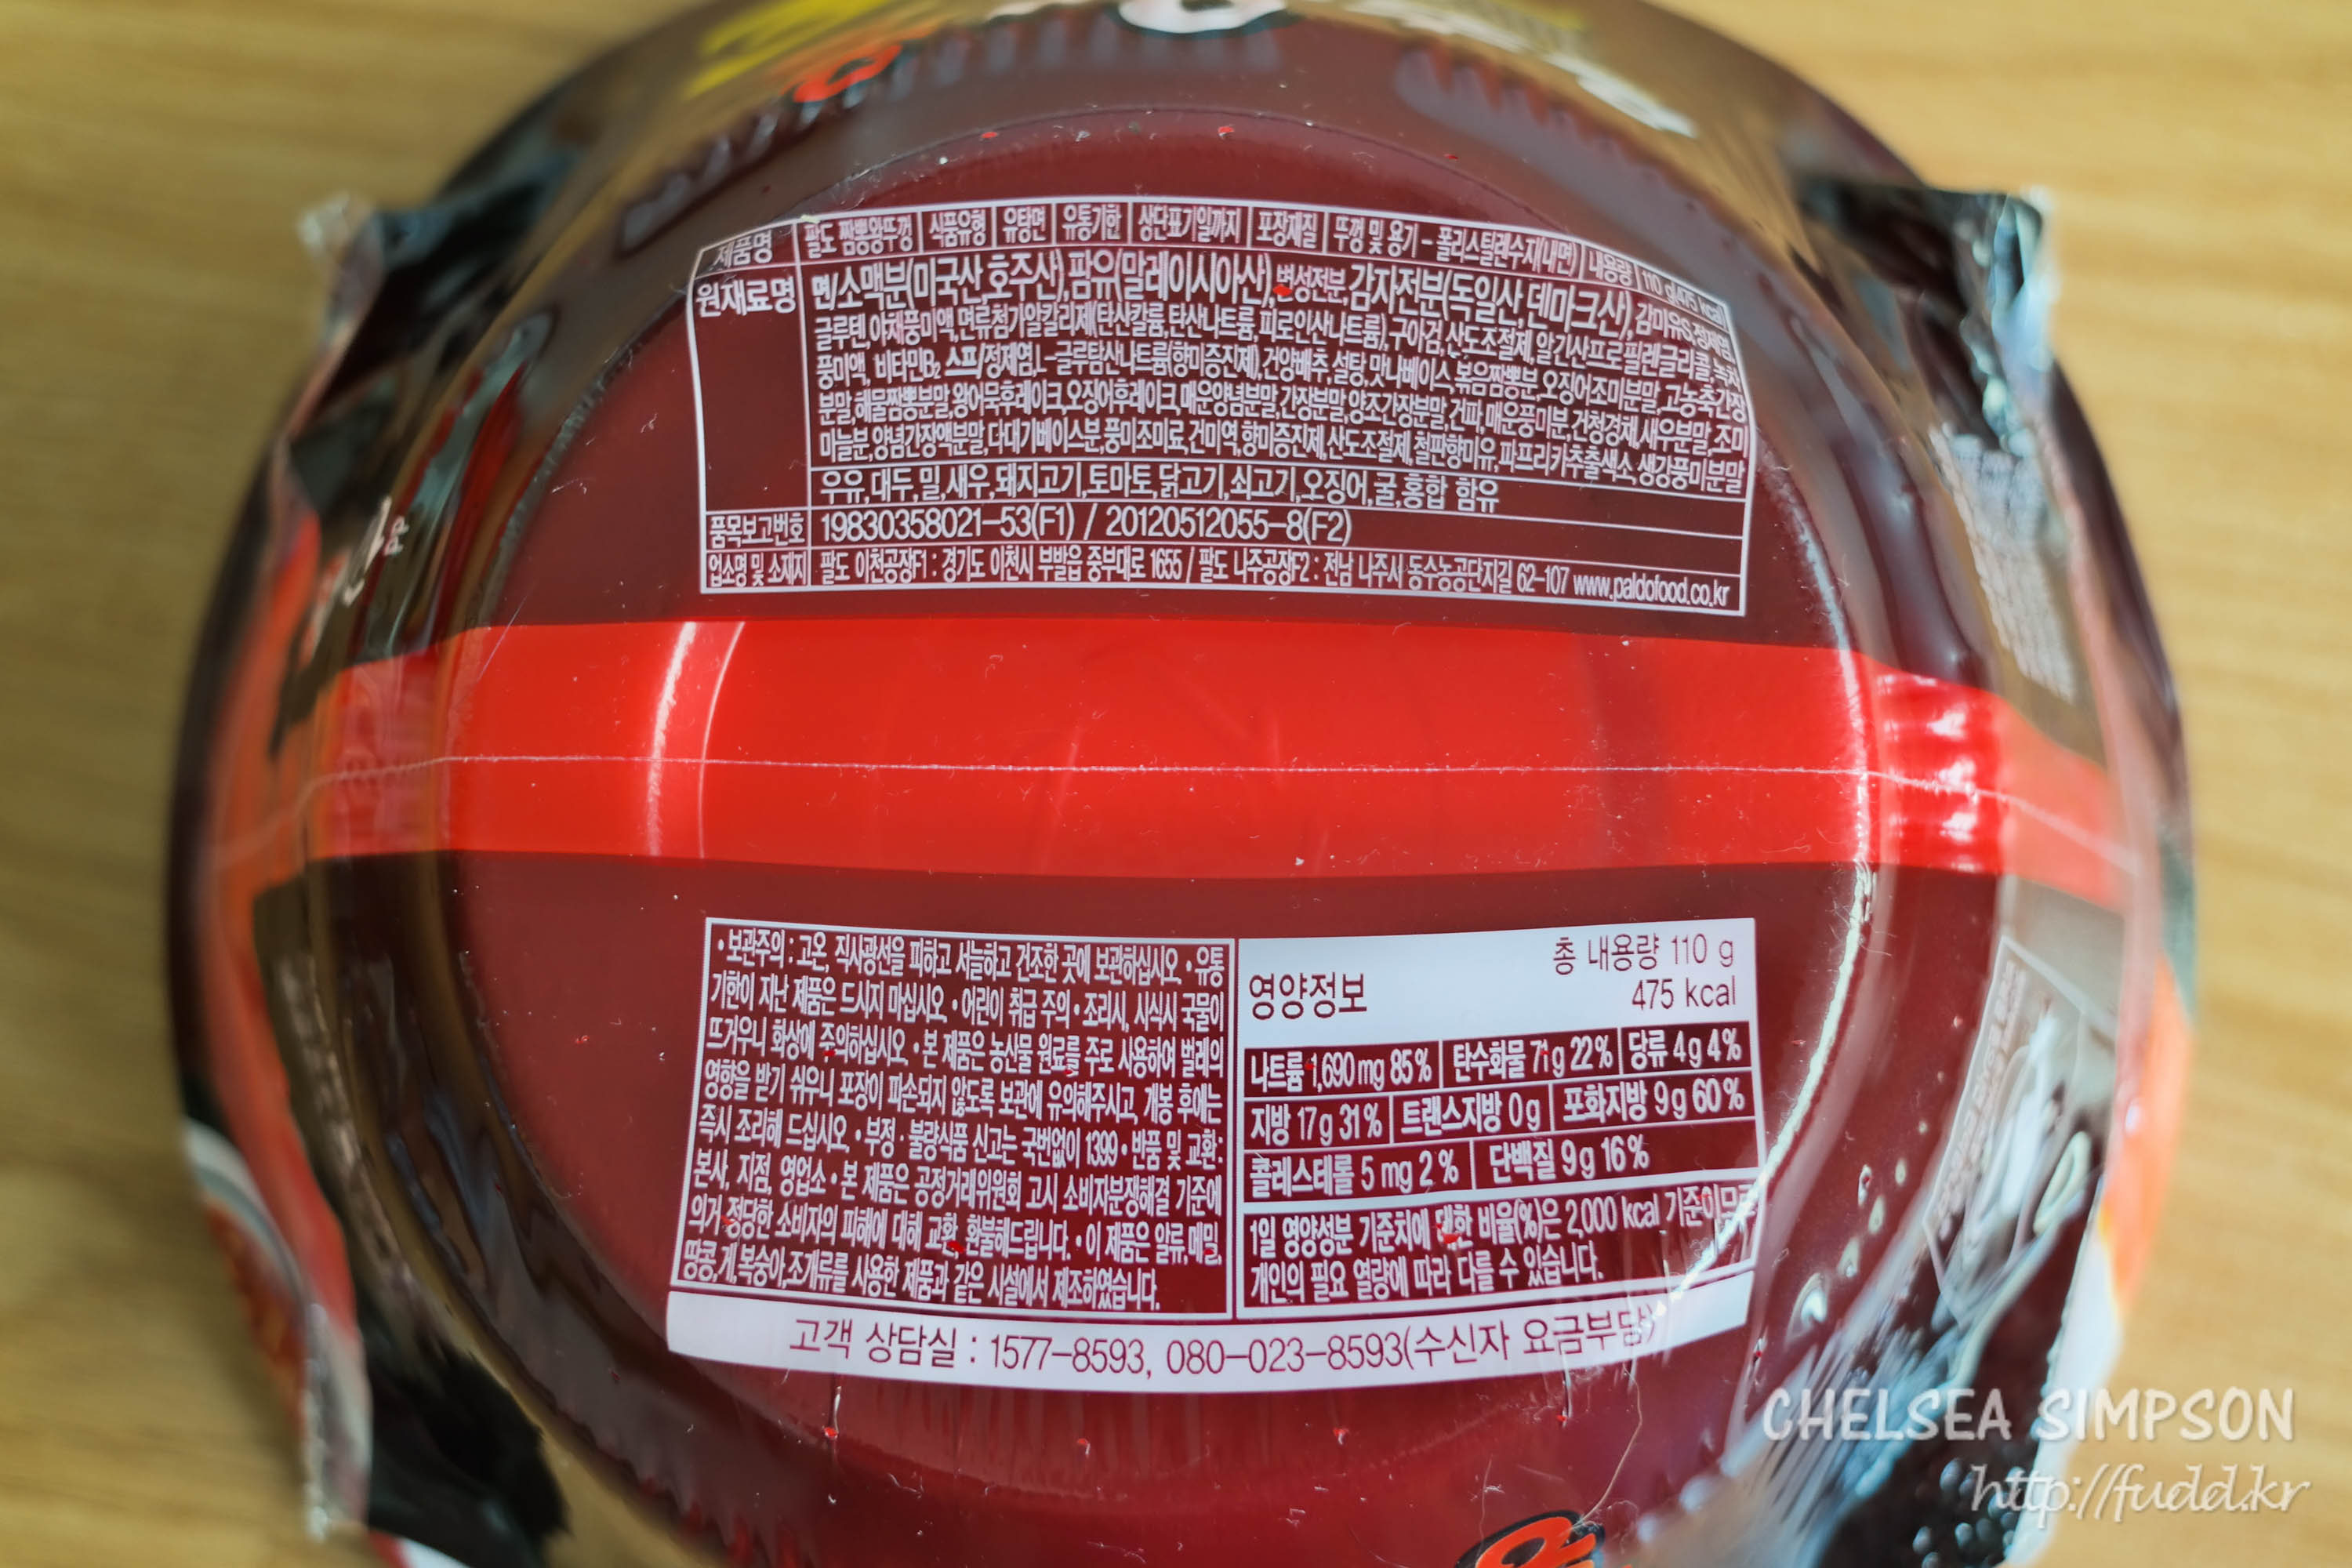 제품명 팔도 짬뽕왕뚜껑 식품유형 유탕면 유통기한 상단표기일까지 포장재질 뚜껑 및 용기 - 폴리스틸렌수지(내면) 내용량 110 g(475 kcal)
원재료명 면/소맥분(미국산,호주산),팜유(말레이시아산),변성전분,감자전분(독일산,덴마크산),감미유S,정제염,
글루텐,야채풍미액,면류첨가알칼리제(탄산칼륨,탄산나트륨,피로인산나트륨),구아검,산도조절제,알긴산프로필렌글리콜,녹차
풍미액, 비타민B₂ 스프/정제염,L-글루탐산나트륨(향미증진제),건양배추,설탕,맛나베이스,볶음짬뽕분,오징어조미분말,고농축간장
분말,해물짬뽕분말,왕어묵후레이크,오징어후레이크,매운양념분말,간장분말,양조간장분말,건파,매운풍미분,건청경채,새우분말,조미
마늘분,양념간장액분말,다대기베이스분,풍미조미료,건미역,향미증진제,산도조절제,철판향미유,파프리카추출색소,생강풍미분말
우유,대두,밀,새우,돼지고기,토마토,닭고기,쇠고기,오징어,굴,홍합 함유
품목보고번호 19830358021-53(F1) / 20120512055-8(F2)
업소명 및 소재지 팔도 이천공장F1 : 경기도 이천시 부발읍 중부대로 1655 / 팔도 나주공장F2 : 전남 나주시 동수농공단지길 62-107 www.paldofood.co.kr
• 보관주의 : 고온, 직사광선을 피하고 서늘하고 건조한 곳에 보관하십시오 • 유통
기한이 지난 제품은 드시지 마십시오 • 어린이 취급 주의 • 조리시, 시식시 국물이
뜨거우니 화상에 주의하십시오 • 본 제품은 농산물 원료를 주로 사용하여 벌레의
영향을 받기 쉬우니 포장이 파손되지 않도록 보관에 유의해주시고, 개봉 후에는
즉시 조리해 드십시오 • 부정 · 불량식품 신고는 국번없이 1399 • 반품 및 교환:
본사, 지점, 영업소 • 본 제품은 공정거래위원회 고시 소비자분쟁해결 기준에
의거 정당한 소비자의 피해에 대해 교환, 환불해드립니다. • 이 제품은 알류,메밀,
땅콩,게,복숭아,조개류를 사용한 제품과 같은 시설에서 제조하였습니다.
영양정보
총 내용량 110 g
475 kcal
나트륨 1,690 mg 85% 탄수화물 71 g 22% 당류 4 g 4%
지방 17 g 31% 트랜스지방 0 g 포화지방 9 g 60%
콜레스테롤 5 mg 2% 단백질 9 g 16%
1일 영양성분 기준치에 대한 비율(%)은 2,000 kcal 기준이므로
개인의 필요 열량에 따라 다를 수 있습니다.
고객 상담실 : 1577-8593, 080-023-8593(수신자 요금부담)
CHELSEA SIMPSON
http://fudd.kr